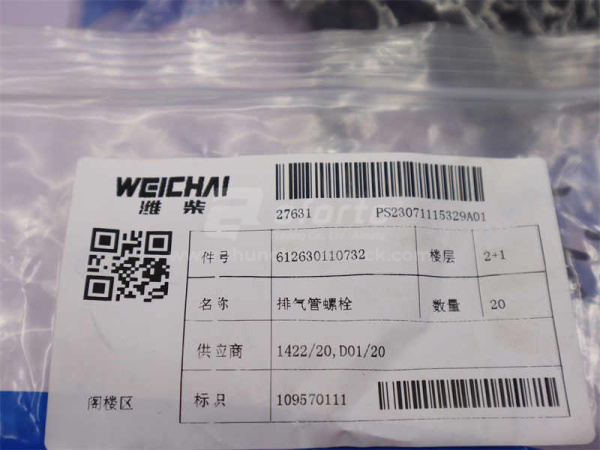 WEICHAI
潍柴
27631 PS23071115329A01
件号 612630110732 楼层 2+1
名称 排气管螺栓 数量 20
供应商 1422/20,D01/20
阁楼区 标识 109570111